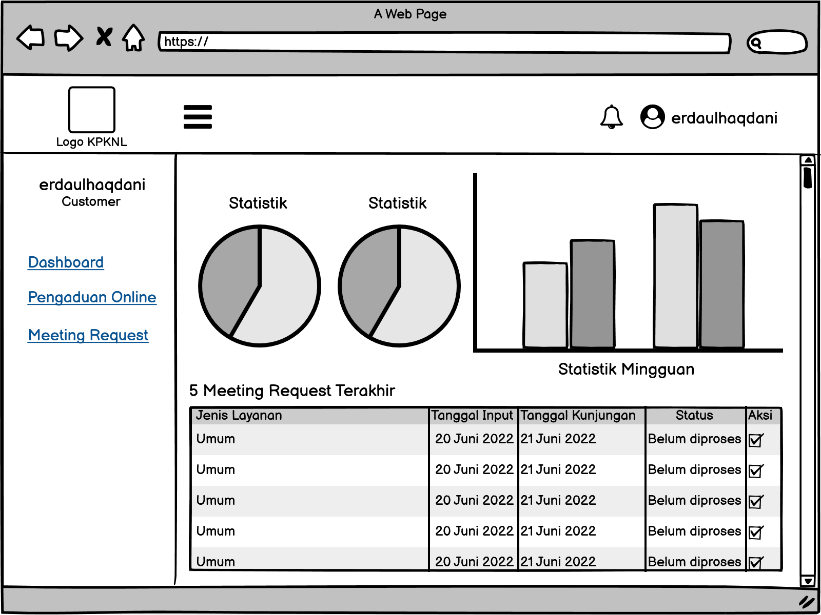 A Web Page
https://
Logo KPKNL
erdaulhaqdani
erdaulhaqdani
Customer
Dashboard
Pengaduan Online
Meeting Request
Statistik
Statistik
Statistik Mingguan
5 Meeting Request Terakhir
Jenis Layanan Tanggal Input Tanggal Kunjungan Status Aksi
Umum 20 Juni 2022 21 Juni 2022 Belum diproses
Umum 20 Juni 2022 21 Juni 2022 Belum diproses
Umum 20 Juni 2022 21 Juni 2022 Belum diproses
Umum 20 Juni 2022 21 Juni 2022 Belum diproses
Umum 20 Juni 2022 21 Juni 2022 Belum diproses